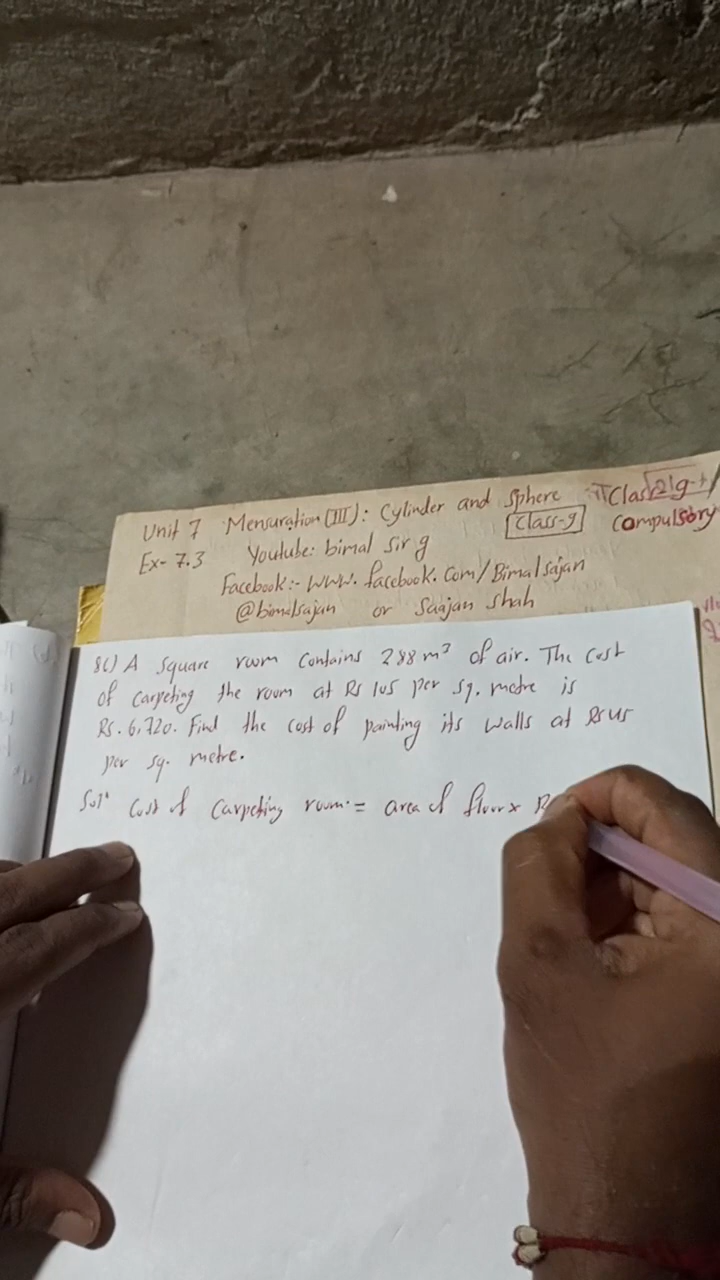 Unit 7 Mensuration (III): Cylinder and Sphere
Class-9 Compulsory
Ex- 7.3 Youtube: bimal sir g
Facebook:- www.facebook.com/Bimalsajan
@bimalsajan or Saajan Shah
8c) A square room contains 288 m³ of air. The cost
of carpeting the room at Rs 105 per sq. metre is
Rs. 6,720. Find the cost of painting its walls at Rs
per sq. metre.
Solⁿ Cost of Carpeting room = area of floor x R